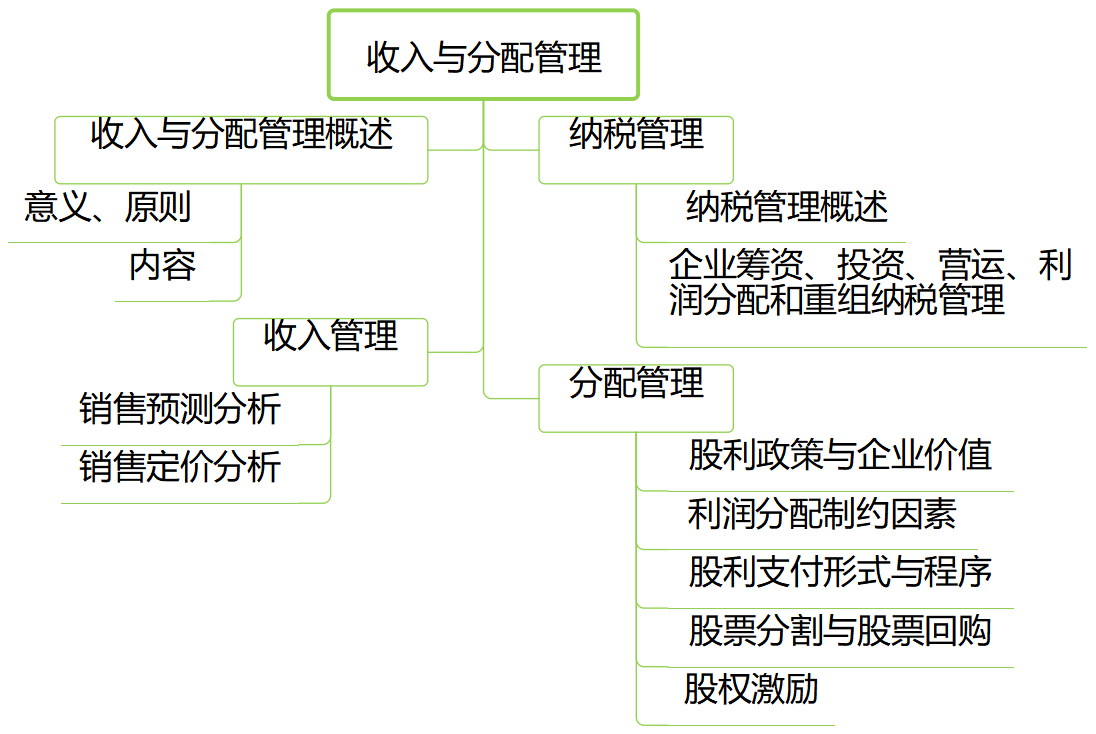 收入与分配管理
收入与分配管理概述
意义、原则
内容
收入管理
销售预测分析
销售定价分析
纳税管理
纳税管理概述
企业筹资、投资、营运、利
润分配和重组纳税管理
分配管理
股利政策与企业价值
利润分配制约因素
股利支付形式与程序
股票分割与股票回购
股权激励